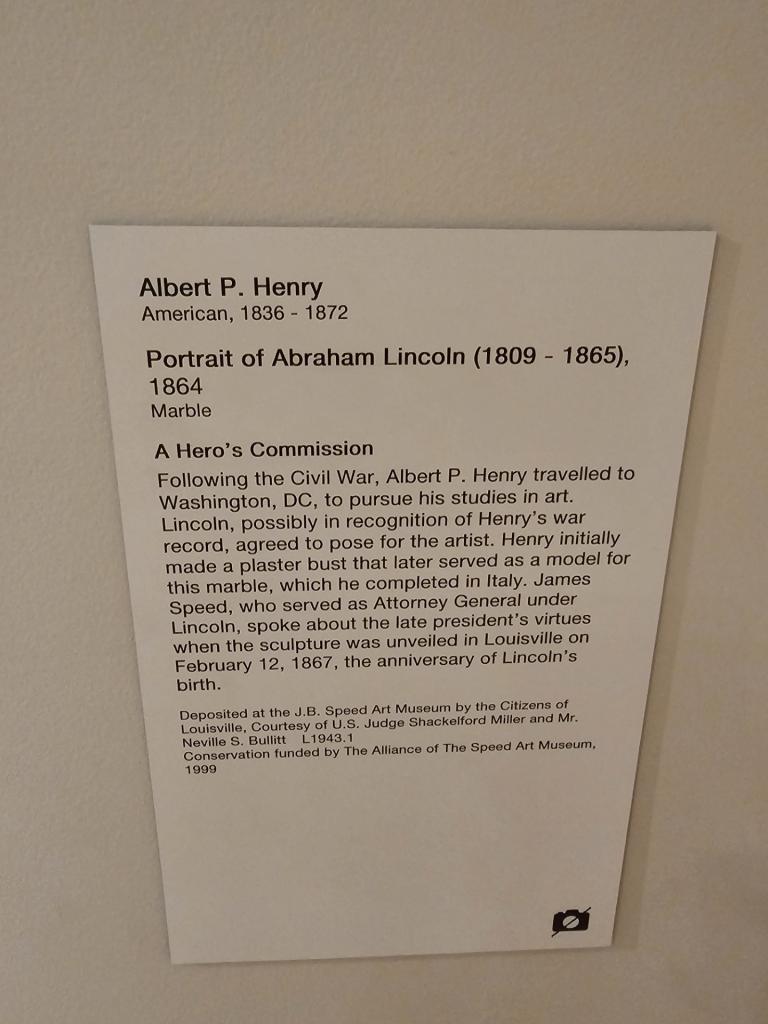 Albert P. Henry
American, 1836 - 1872
Portrait of Abraham Lincoln (1809 - 1865),
1864
Marble
A Hero's Commission
Following the Civil War, Albert P. Henry travelled to
Washington, DC, to pursue his studies in art.
Lincoln, possibly in recognition of Henry's war
record, agreed to pose for the artist. Henry initially
made a plaster bust that later served as a model for
this marble, which he completed in Italy. James
Speed, who served as Attorney General under
Lincoln, spoke about the late president's virtues
when the sculpture was unveiled in Louisville on
February 12, 1867, the anniversary of Lincoln's
birth.
Deposited at the J.B. Speed Art Museum by the Citizens of
Louisville, Courtesy of U.S. Judge Shackelford Miller and Mr.
Neville S. Bullitt L1943.1
Conservation funded by The Alliance of The Speed Art Museum,
1999